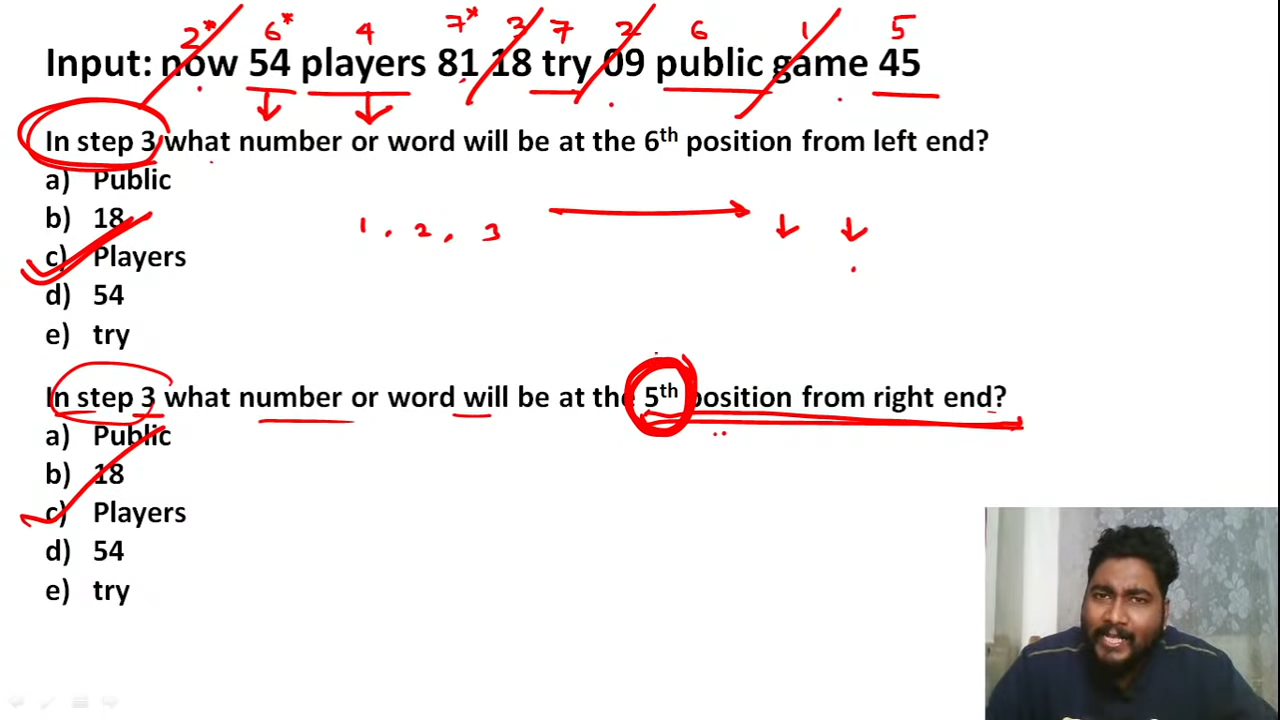 2* 6* 4 7* 3 7 2 6 1 5
Input: now 54 players 81 18 try 09 public game 45
In step 3 what number or word will be at the 6th position from left end?
a) Public
b) 18
1 . 2 , 3
c) Players
d) 54
e) try
In step 3 what number or word will be at the 5th position from right end?
a) Public
b) 18
c) Players
d) 54
e) try